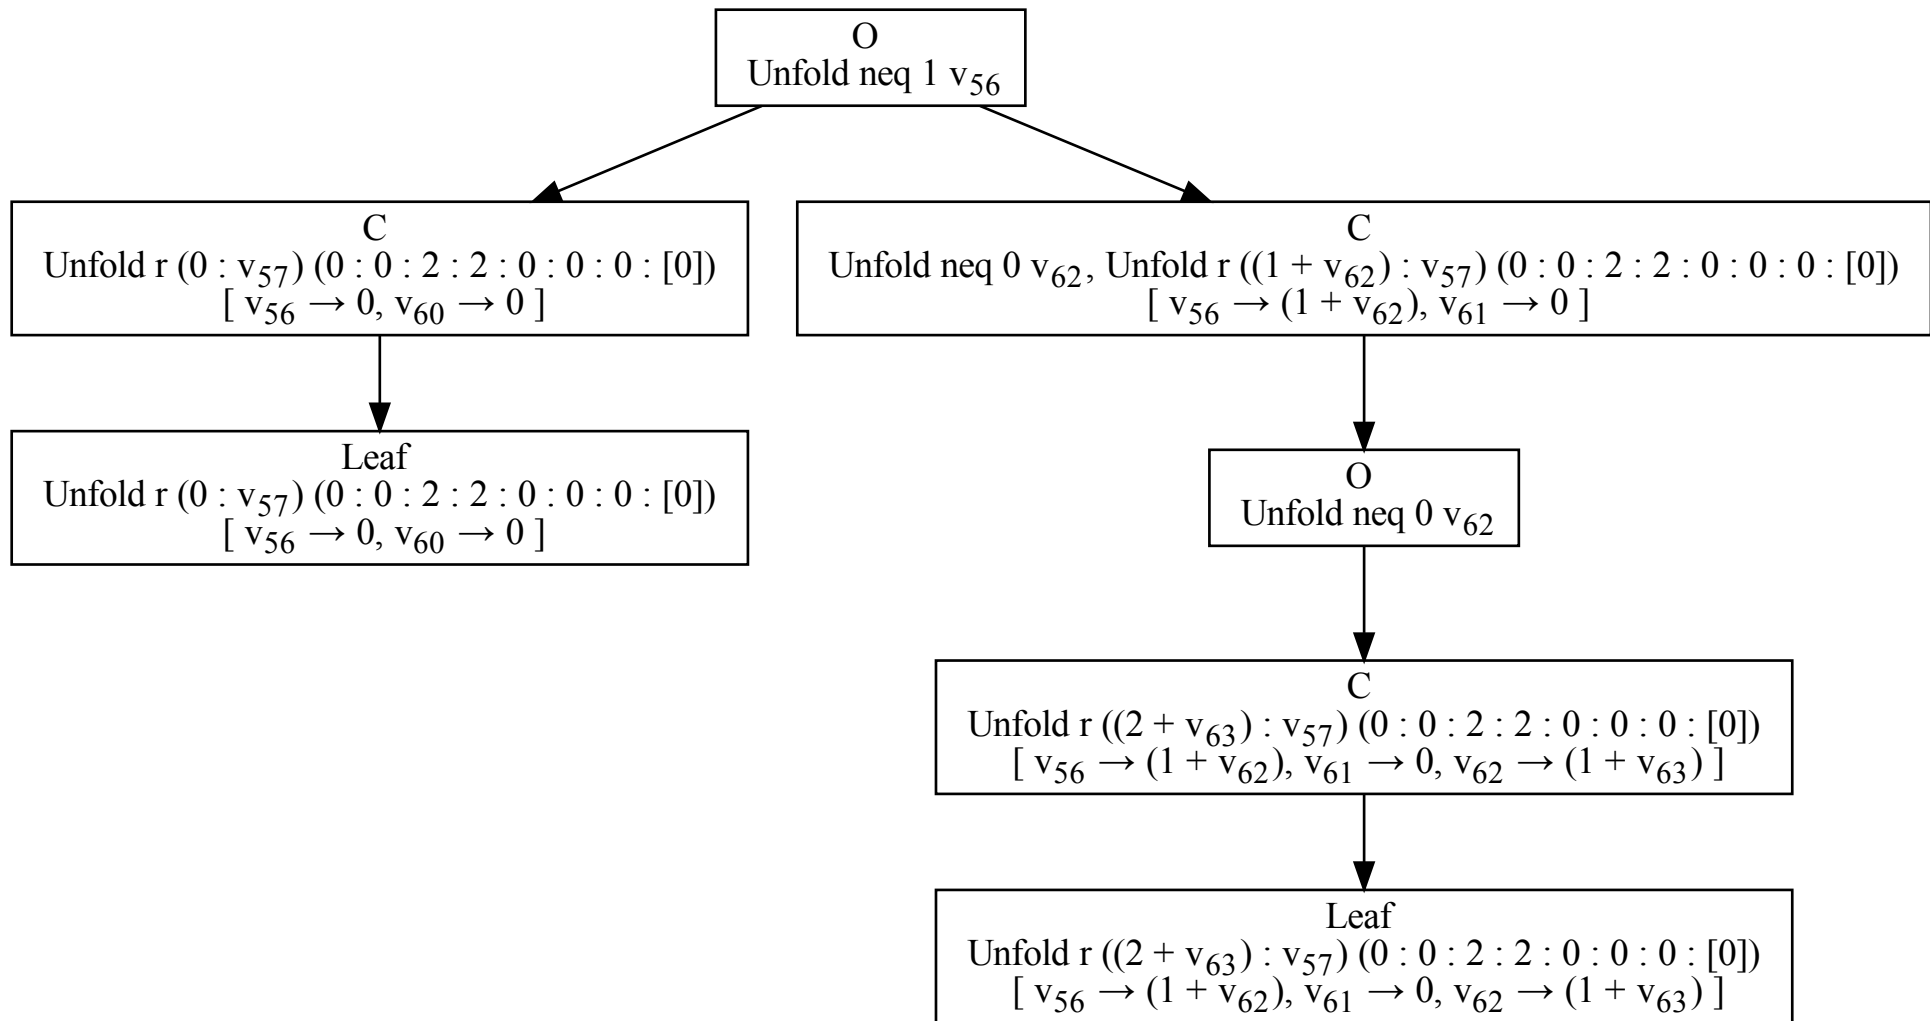 O
Unfold neq 1 v₅₆
C
Unfold r (0 : v₅₇) (0 : 0 : 2 : 2 : 0 : 0 : 0 : [0])
[ v₅₆ → 0, v₆₀ → 0 ]
C
Unfold neq 0 v₆₂, Unfold r ((1 + v₆₂) : v₅₇) (0 : 0 : 2 : 2 : 0 : 0 : 0 : [0])
[ v₅₆ → (1 + v₆₂), v₆₁ → 0 ]
Leaf
Unfold r (0 : v₅₇) (0 : 0 : 2 : 2 : 0 : 0 : 0 : [0])
[ v₅₆ → 0, v₆₀ → 0 ]
O
Unfold neq 0 v₆₂
C
Unfold r ((2 + v₆₃) : v₅₇) (0 : 0 : 2 : 2 : 0 : 0 : 0 : [0])
[ v₅₆ → (1 + v₆₂), v₆₁ → 0, v₆₂ → (1 + v₆₃) ]
Leaf
Unfold r ((2 + v₆₃) : v₅₇) (0 : 0 : 2 : 2 : 0 : 0 : 0 : [0])
[ v₅₆ → (1 + v₆₂), v₆₁ → 0, v₆₂ → (1 + v₆₃) ]